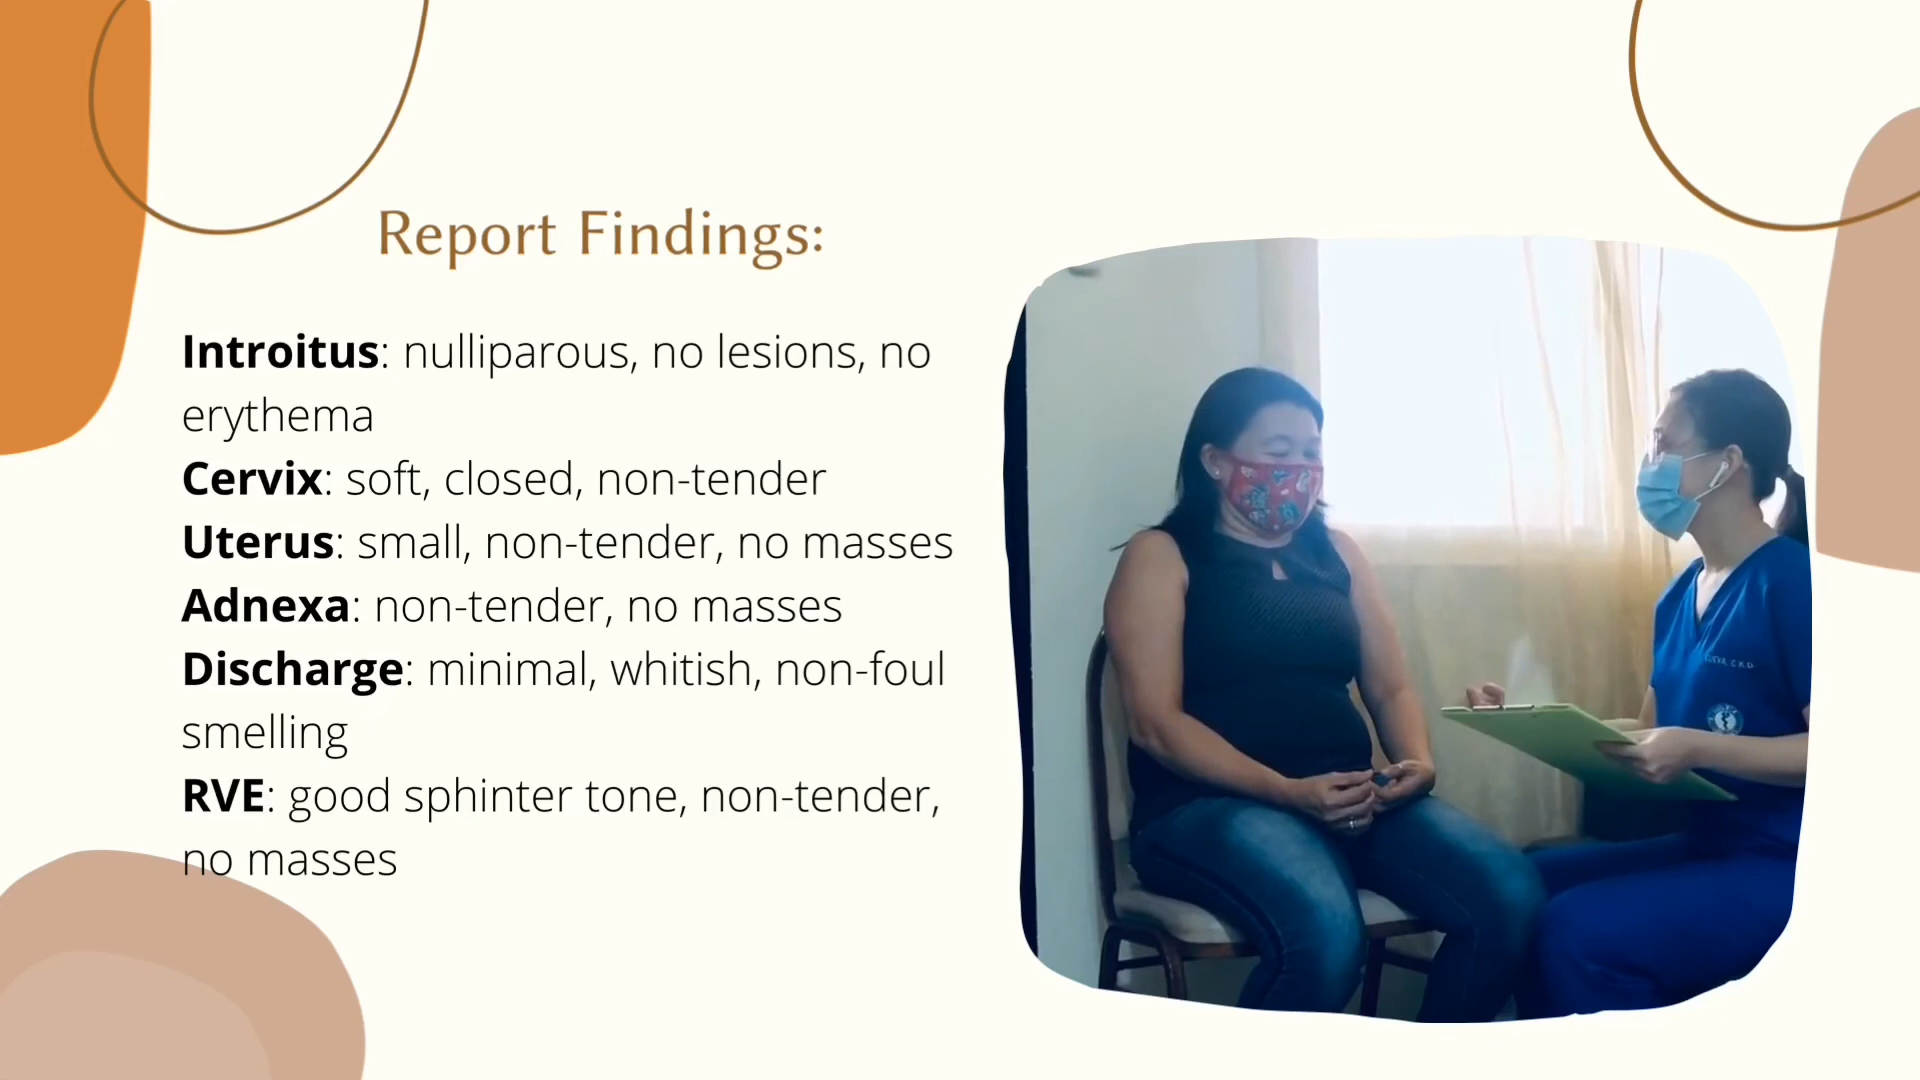 Report Findings:
Introitus: nulliparous, no lesions, no
erythema
Cervix: soft, closed, non-tender
Uterus: small, non-tender, no masses
Adnexa: non-tender, no masses
Discharge: minimal, whitish, non-foul
smelling
RVE: good sphinter tone, non-tender,
no masses